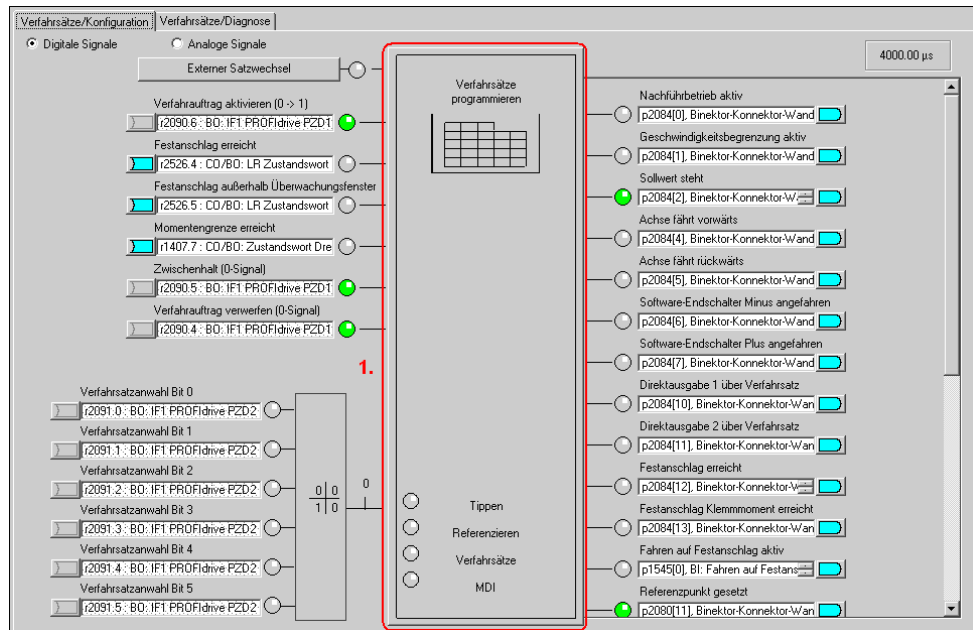 Verfahrsätze/Konfiguration
Verfahrsätze/Diagnose
Digitale Signale
Analoge Signale
4000.00 µs
Externer Satzwechsel
Verfahrauftrag aktivieren (0 -> 1)
r2090.6 : BO: IF1 PROFIdrive PZD1
Festanschlag erreicht
r2526.4 : CO/BO: LR Zustandswort
Festanschlag außerhalb Überwachungsfenster
r2526.5 : CO/BO: LR Zustandswort
Momentengrenze erreicht
r1407.7 : CO/BO: Zustandswort Dre
Zwischenhalt (0-Signal)
r2090.5 : BO: IF1 PROFIdrive PZD1
Verfahrauftrag verwerfen (0-Signal)
r2090.4 : BO: IF1 PROFIdrive PZD1
1.
Verfahrsatzanwahl Bit 0
r2091.0 : BO: IF1 PROFIdrive PZD2
Verfahrsatzanwahl Bit 1
r2091.1 : BO: IF1 PROFIdrive PZD2
Verfahrsatzanwahl Bit 2
r2091.2 : BO: IF1 PROFIdrive PZD2
Verfahrsatzanwahl Bit 3
r2091.3 : BO: IF1 PROFIdrive PZD2
Verfahrsatzanwahl Bit 4
r2091.4 : BO: IF1 PROFIdrive PZD2
Verfahrsatzanwahl Bit 5
r2091.5 : BO: IF1 PROFIdrive PZD2
0 0
1 0
0
Verfahrsätze
programmieren
Tippen
Referenzieren
Verfahrsätze
MDI
Nachführbetrieb aktiv
p2084[0], Binektor-Konnektor-Wand
Geschwindigkeitsbegrenzung aktiv
p2084[1], Binektor-Konnektor-Wand
Sollwert steht
p2084[2], Binektor-Konnektor-W
Achse fährt vorwärts
p2084[4], Binektor-Konnektor-Wand
Achse fährt rückwärts
p2084[5], Binektor-Konnektor-Wand
Software-Endschalter Minus angefahren
p2084[6], Binektor-Konnektor-Wand
Software-Endschalter Plus angefahren
p2084[7], Binektor-Konnektor-Wand
Direktausgabe 1 über Verfahrsatz
p2084[10], Binektor-Konnektor-Wan
Direktausgabe 2 über Verfahrsatz
p2084[11], Binektor-Konnektor-Wan
Festanschlag erreicht
p2084[12], Binektor-Konnektor-W
Festanschlag Klemmmoment erreicht
p2084[13], Binektor-Konnektor-Wan
Fahren auf Festanschlag aktiv
p1545[0], BI: Fahren auf Festans
Referenzpunkt gesetzt
p2080[11], Binektor-Konnektor-Wan